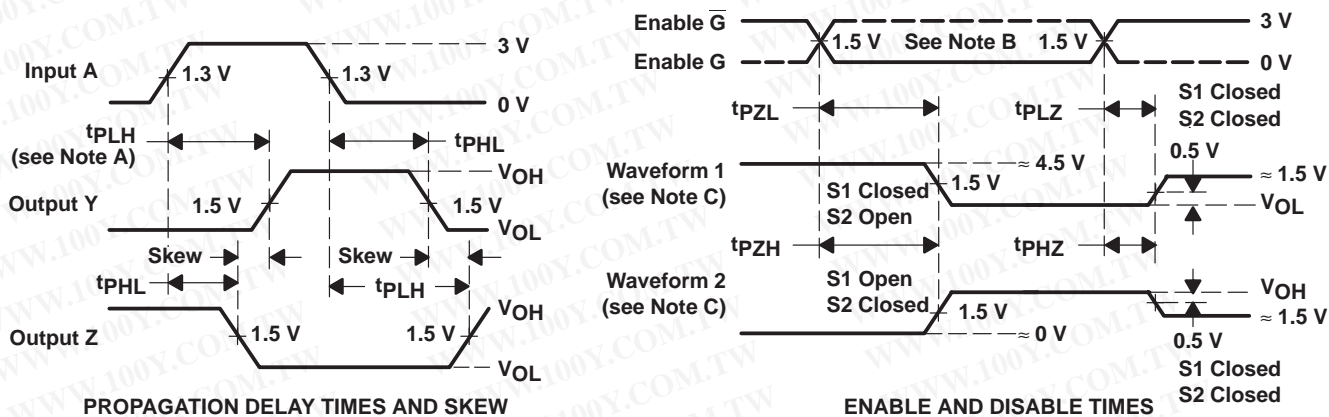 Input A
1.3 V
1.3 V
3 V
0 V
tPLH
(see Note A)
tPHL
Output Y
1.5 V
1.5 V
VOH
VOL
Skew
Skew
tPHL
tPLH
Output Z
1.5 V
1.5 V
VOH
VOL
PROPAGATION DELAY TIMES AND SKEW
Enable G̅
Enable G
1.5 V
See Note B
1.5 V
3 V
0 V
tPZL
tPLZ
S1 Closed
S2 Closed
Waveform 1
(see Note C)
S1 Closed
S2 Open
1.5 V
≈ 4.5 V
0.5 V
≈ 1.5 V
VOL
tPZH
tPHZ
Waveform 2
(see Note C)
S1 Open
S2 Closed
1.5 V
≈ 0 V
VOH
≈ 1.5 V
0.5 V
S1 Closed
S2 Closed
ENABLE AND DISABLE TIMES
WWW.100Y.COM.TW